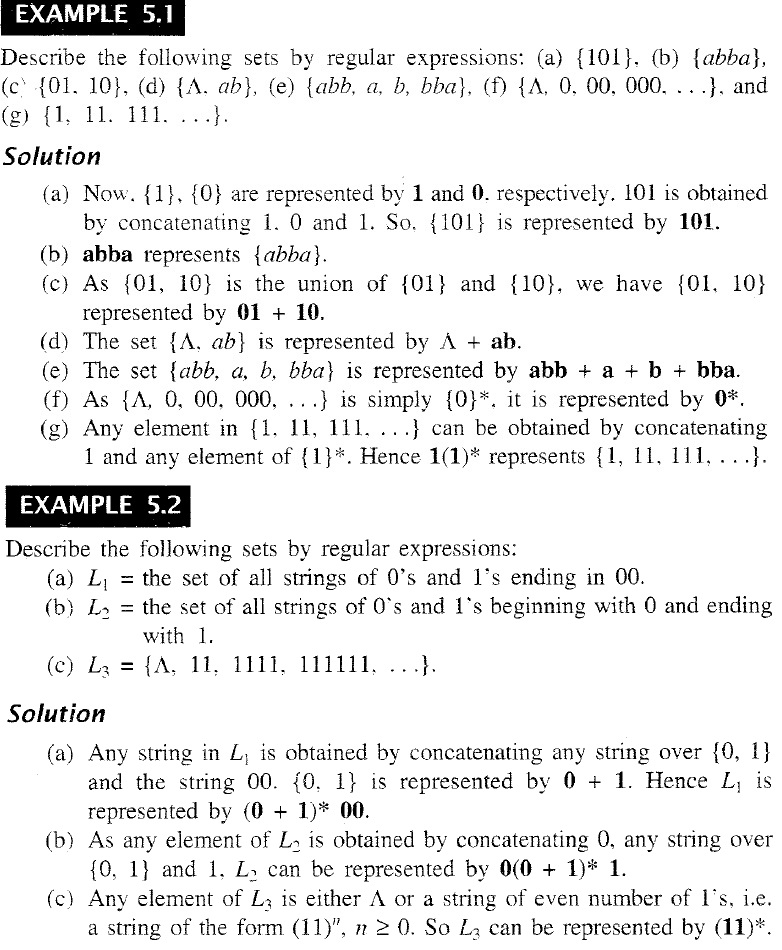 EXAMPLE 5.1
Describe the following sets by regular expressions: (a) {101}, (b) {abba},
(c) {01. 10}, (d) {Λ. ab}, (e) {abb, a, b, bba}, (f) {Λ, 0, 00, 000, . . .}, and
(g) {1, 11. 111. . . .}.
Solution
(a) Now. {1}, {0} are represented by 1 and 0. respectively. 101 is obtained
by concatenating 1. 0 and 1. So, {101} is represented by 101.
(b) abba represents {abba}.
(c) As {01, 10} is the union of {01} and {10}, we have {01, 10}
represented by 01 + 10.
(d) The set {Λ, ab} is represented by Λ + ab.
(e) The set {abb, a, b, bba} is represented by abb + a + b + bba.
(f) As {Λ, 0, 00, 000, . . .} is simply {0}*. it is represented by 0*.
(g) Any element in {1, 11, 111, . . .} can be obtained by concatenating
1 and any element of {1}*. Hence 1(1)* represents {1, 11, 111, . . .}.
EXAMPLE 5.2
Describe the following sets by regular expressions:
(a) L₁ = the set of all strings of 0's and 1's ending in 00.
(b) L₂ = the set of all strings of 0's and 1's beginning with 0 and ending
with 1.
(c) L₃ = {Λ, 11, 1111, 111111, . . .}.
Solution
(a) Any string in L₁ is obtained by concatenating any string over {0, 1}
and the string 00. {0, 1} is represented by 0 + 1. Hence L₁ is
represented by (0 + 1)* 00.
(b) As any element of L₂ is obtained by concatenating 0, any string over
{0, 1} and 1, L₂ can be represented by 0(0 + 1)* 1.
(c) Any element of L₃ is either Λ or a string of even number of 1's, i.e.
a string of the form (11)ⁿ, n ≥ 0. So L₃ can be represented by (11)*.